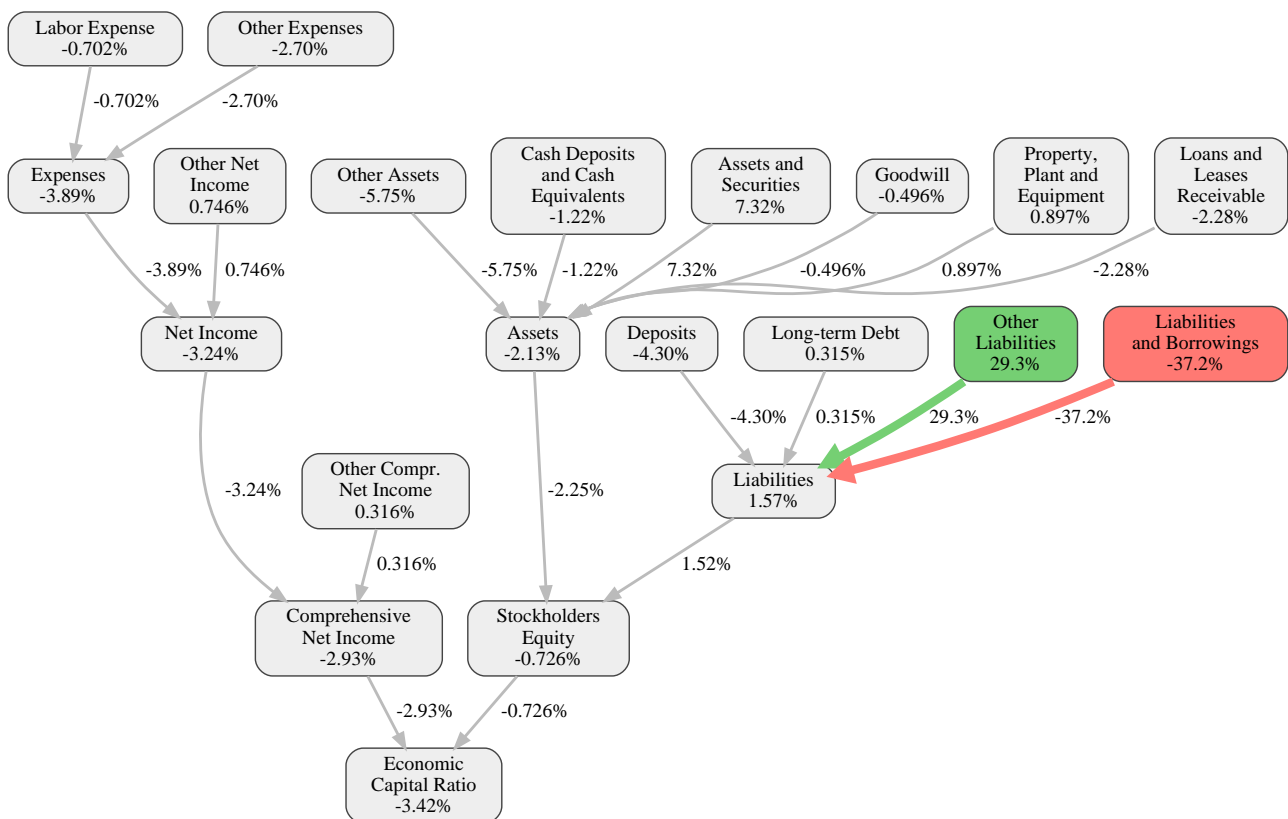 Labor Expense
-0.702%
Other Expenses
-2.70%
-0.702%
-2.70%
Expenses
-3.89%
Other Net
Income
0.746%
Other Assets
-5.75%
Cash Deposits
and Cash
Equivalents
-1.22%
Assets and
Securities
7.32%
Goodwill
-0.496%
Property,
Plant and
Equipment
0.897%
Loans and
Leases
Receivable
-2.28%
-3.89%
0.746%
-5.75%
-1.22%
7.32%
-0.496%
0.897%
-2.28%
Net Income
-3.24%
Assets
-2.13%
Deposits
-4.30%
Long-term Debt
0.315%
Other
Liabilities
29.3%
Liabilities
and Borrowings
-37.2%
-4.30%
0.315%
29.3%
-37.2%
Other Compr.
Net Income
0.316%
-3.24%
-2.25%
Liabilities
1.57%
0.316%
1.52%
Comprehensive
Net Income
-2.93%
Stockholders
Equity
-0.726%
-2.93%
-0.726%
Economic
Capital Ratio
-3.42%